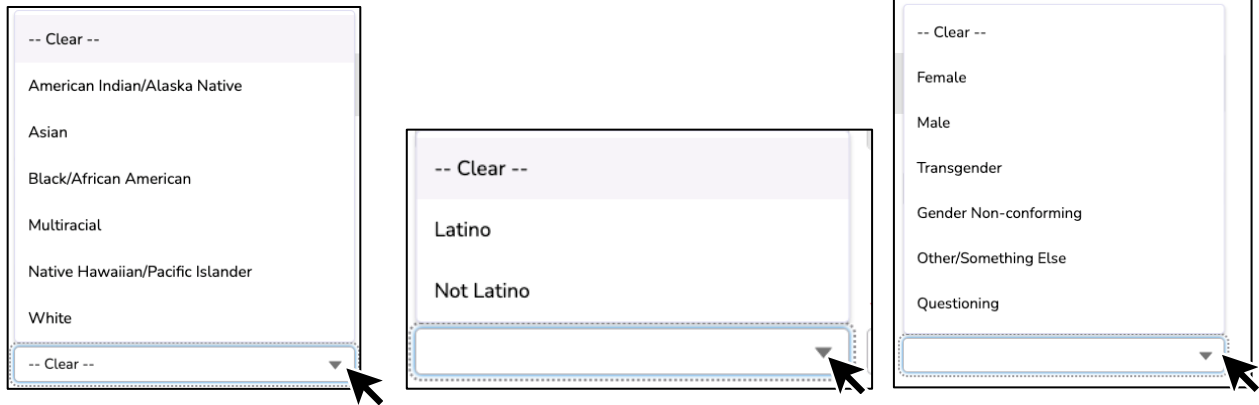 -- Clear --
American Indian/Alaska Native
Asian
Black/African American
Multiracial
Native Hawaiian/Pacific Islander
White
-- Clear --
-- Clear --
Latino
Not Latino
-- Clear --
Female
Male
Transgender
Gender Non-conforming
Other/Something Else
Questioning